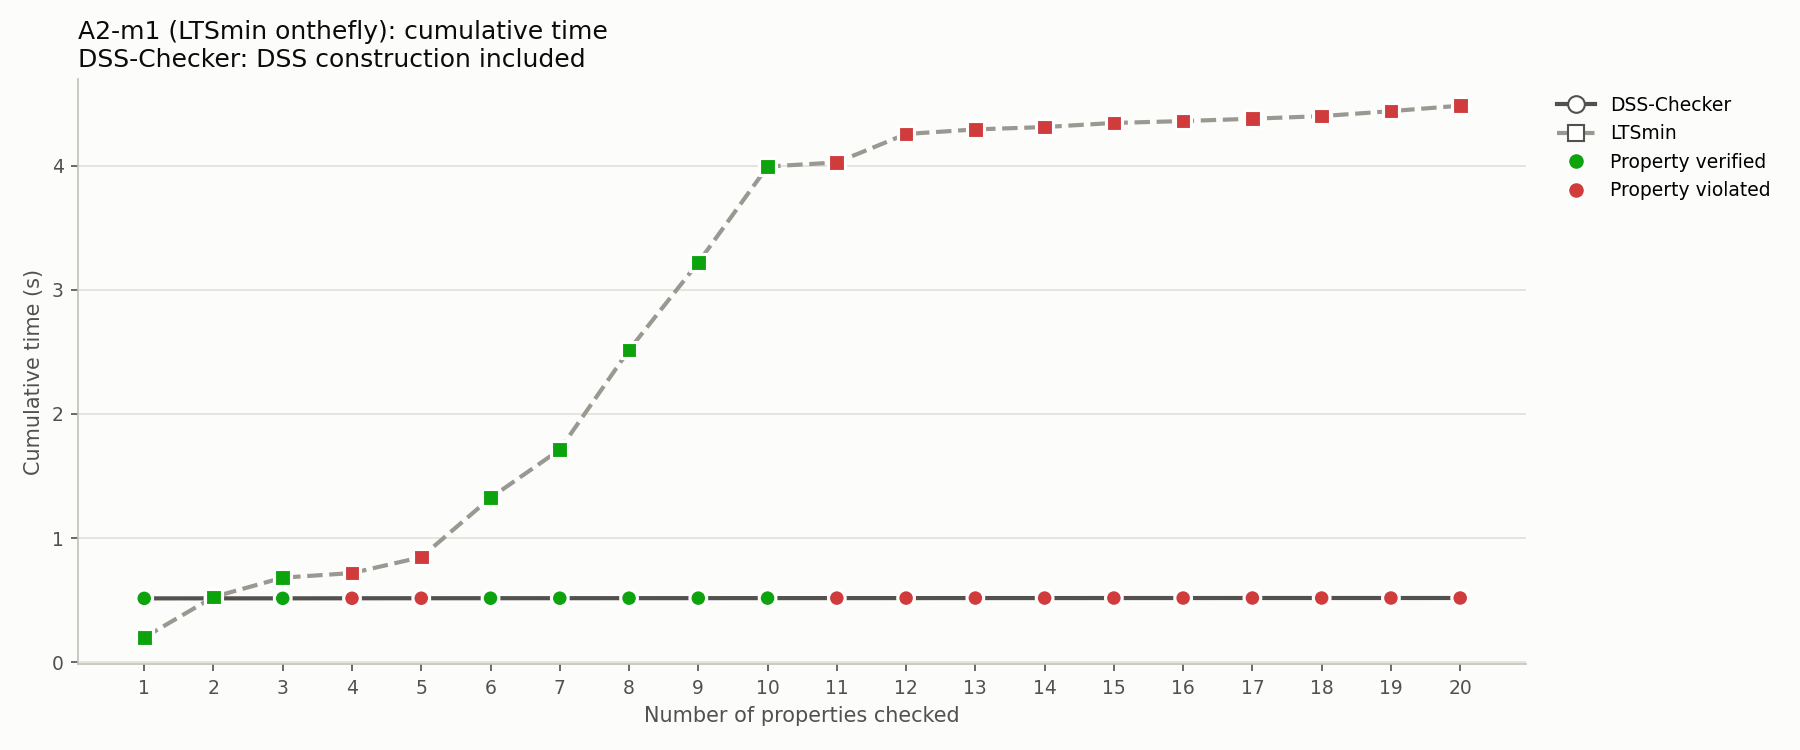 A2-m1 (LTSmin onthefly): cumulative time
DSS-Checker: DSS construction included
DSS-Checker
LTSmin
Property verified
Property violated
Cumulative time (s)
4
3
2
1
0
1 2 3 4 5 6 7 8 9 10 11 12 13 14 15 16 17 18 19 20
Number of properties checked